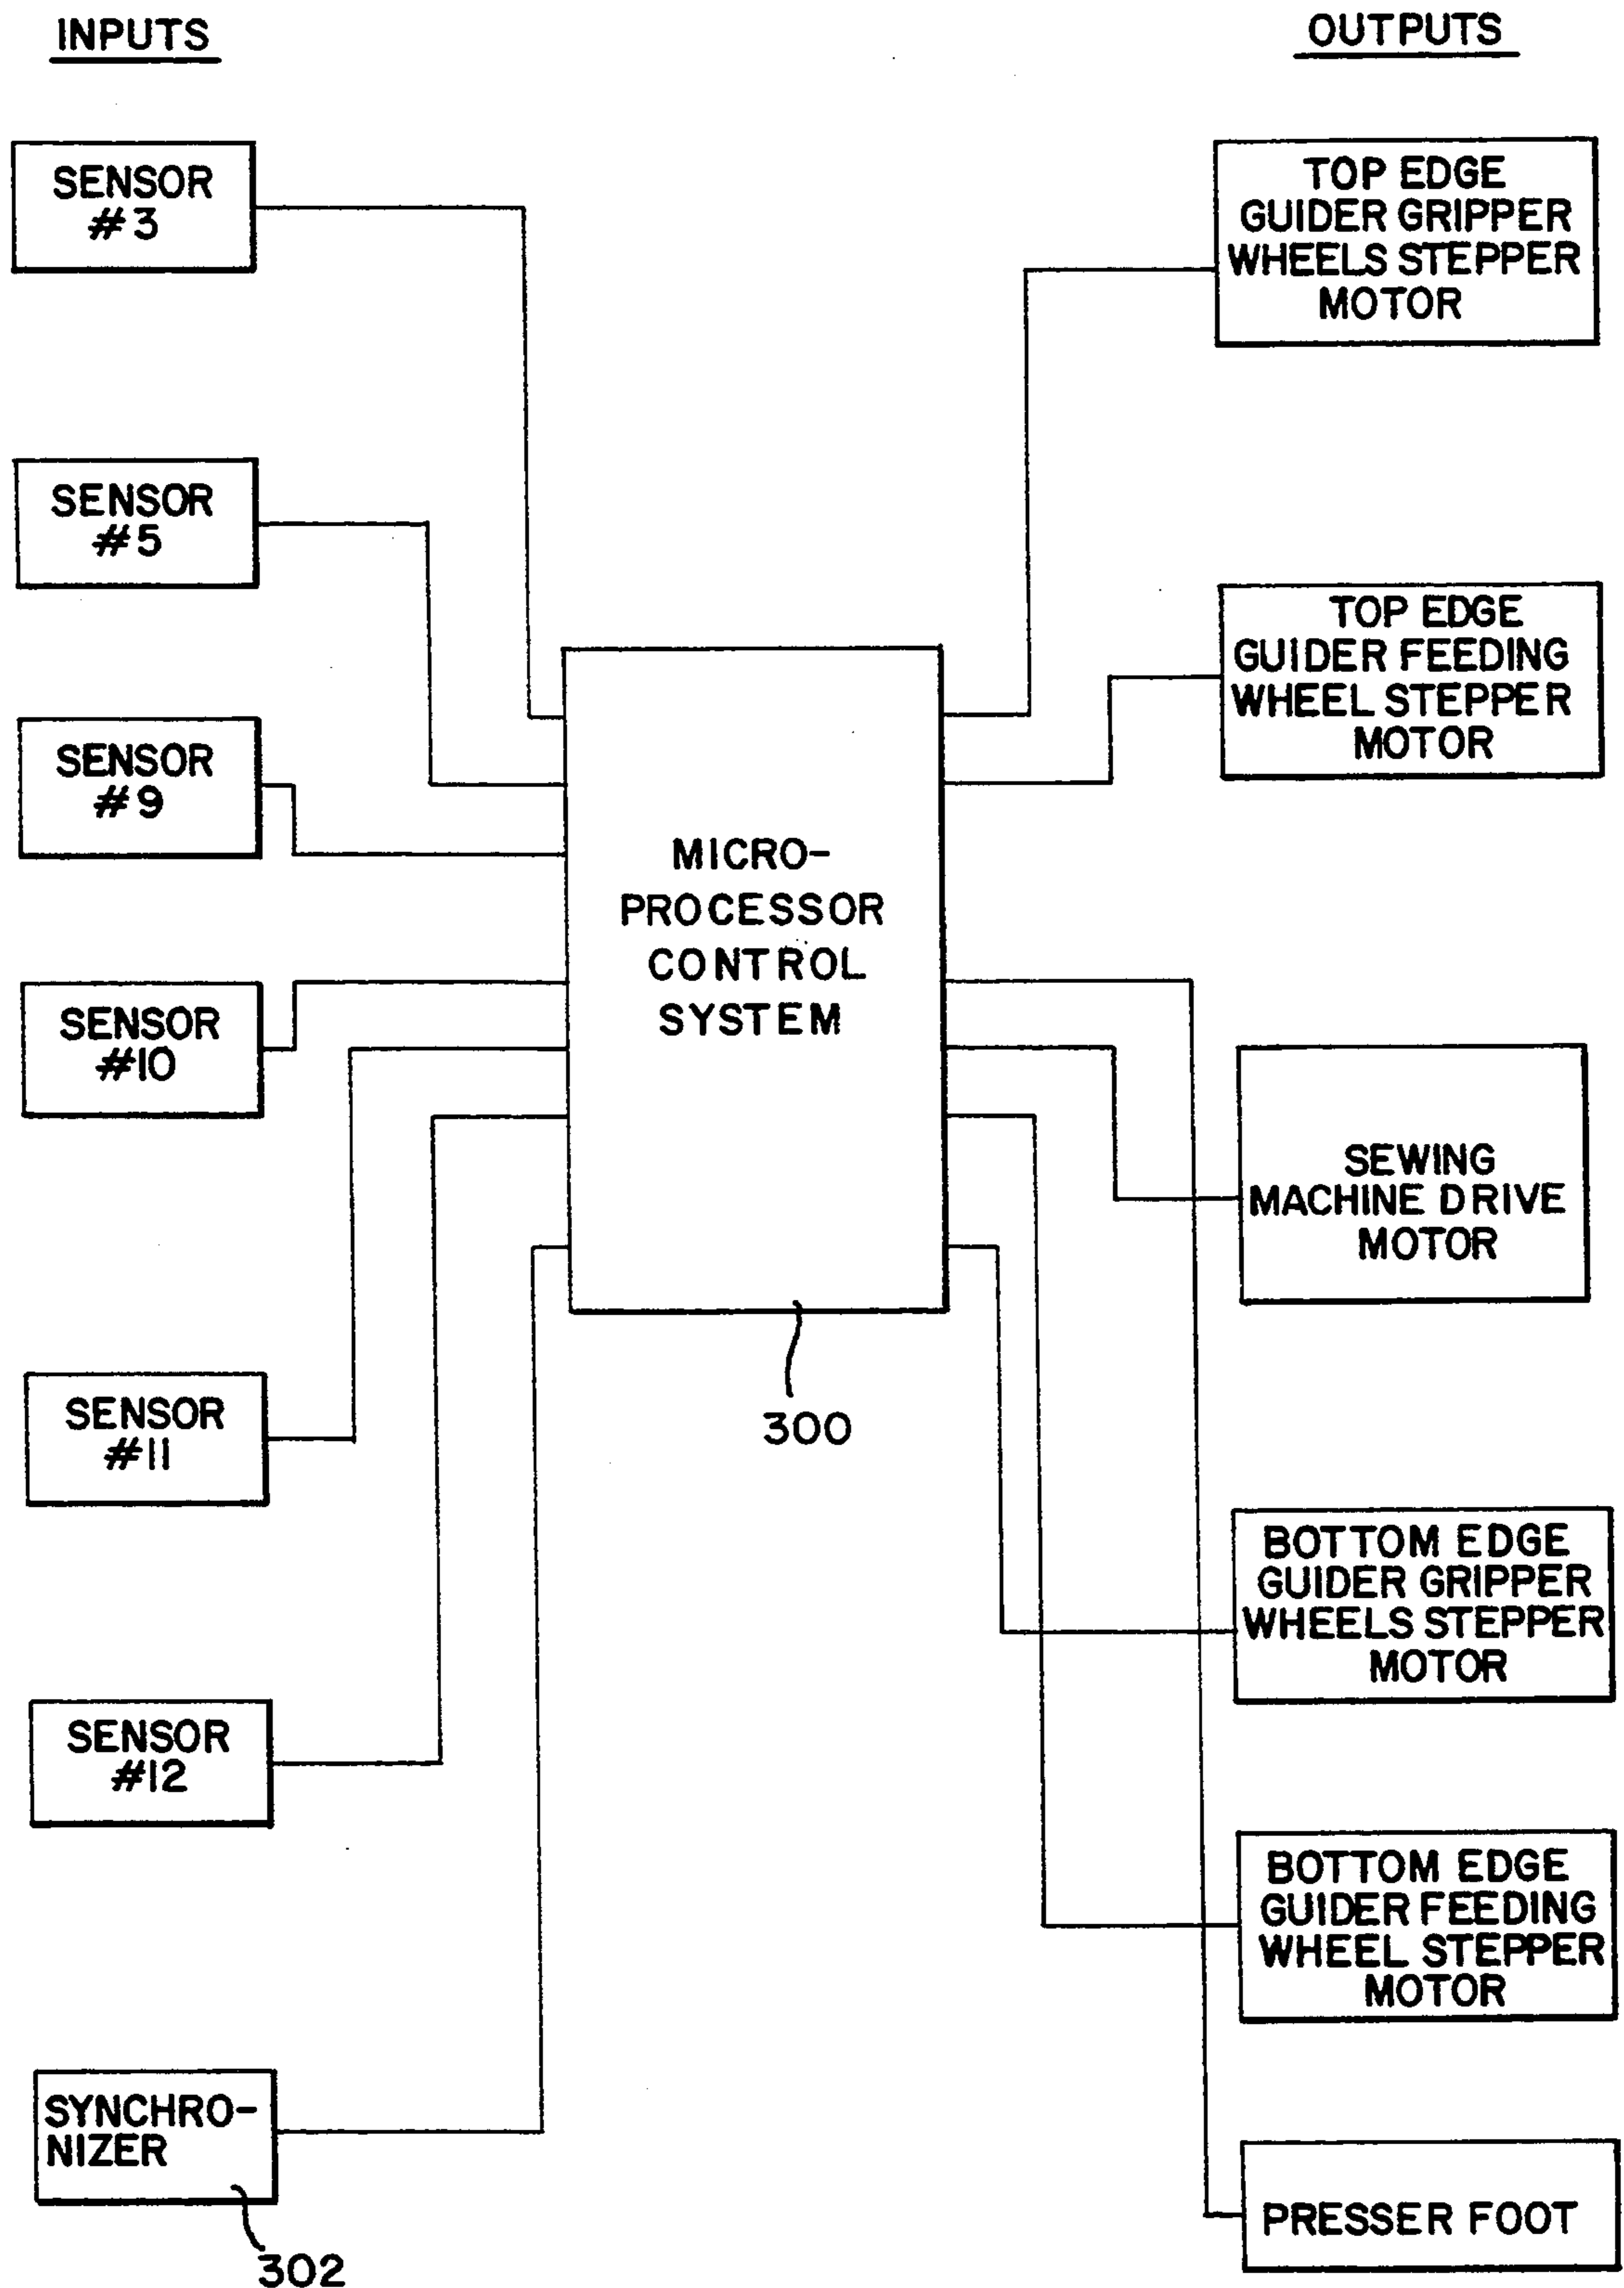 INPUTS
SENSOR
#3
SENSOR
#5
SENSOR
#9
SENSOR
#10
SENSOR
#11
SENSOR
#12
SYNCHRO-
NIZER
302
MICRO-
PROCESSOR
CONTROL
SYSTEM
300
OUTPUTS
TOP EDGE
GUIDER GRIPPER
WHEELS STEPPER
MOTOR
TOP EDGE
GUIDER FEEDING
WHEEL STEPPER
MOTOR
SEWING
MACHINE DRIVE
MOTOR
BOTTOM EDGE
GUIDER GRIPPER
WHEELS STEPPER
MOTOR
BOTTOM EDGE
GUIDER FEEDING
WHEEL STEPPER
MOTOR
PRESSER FOOT